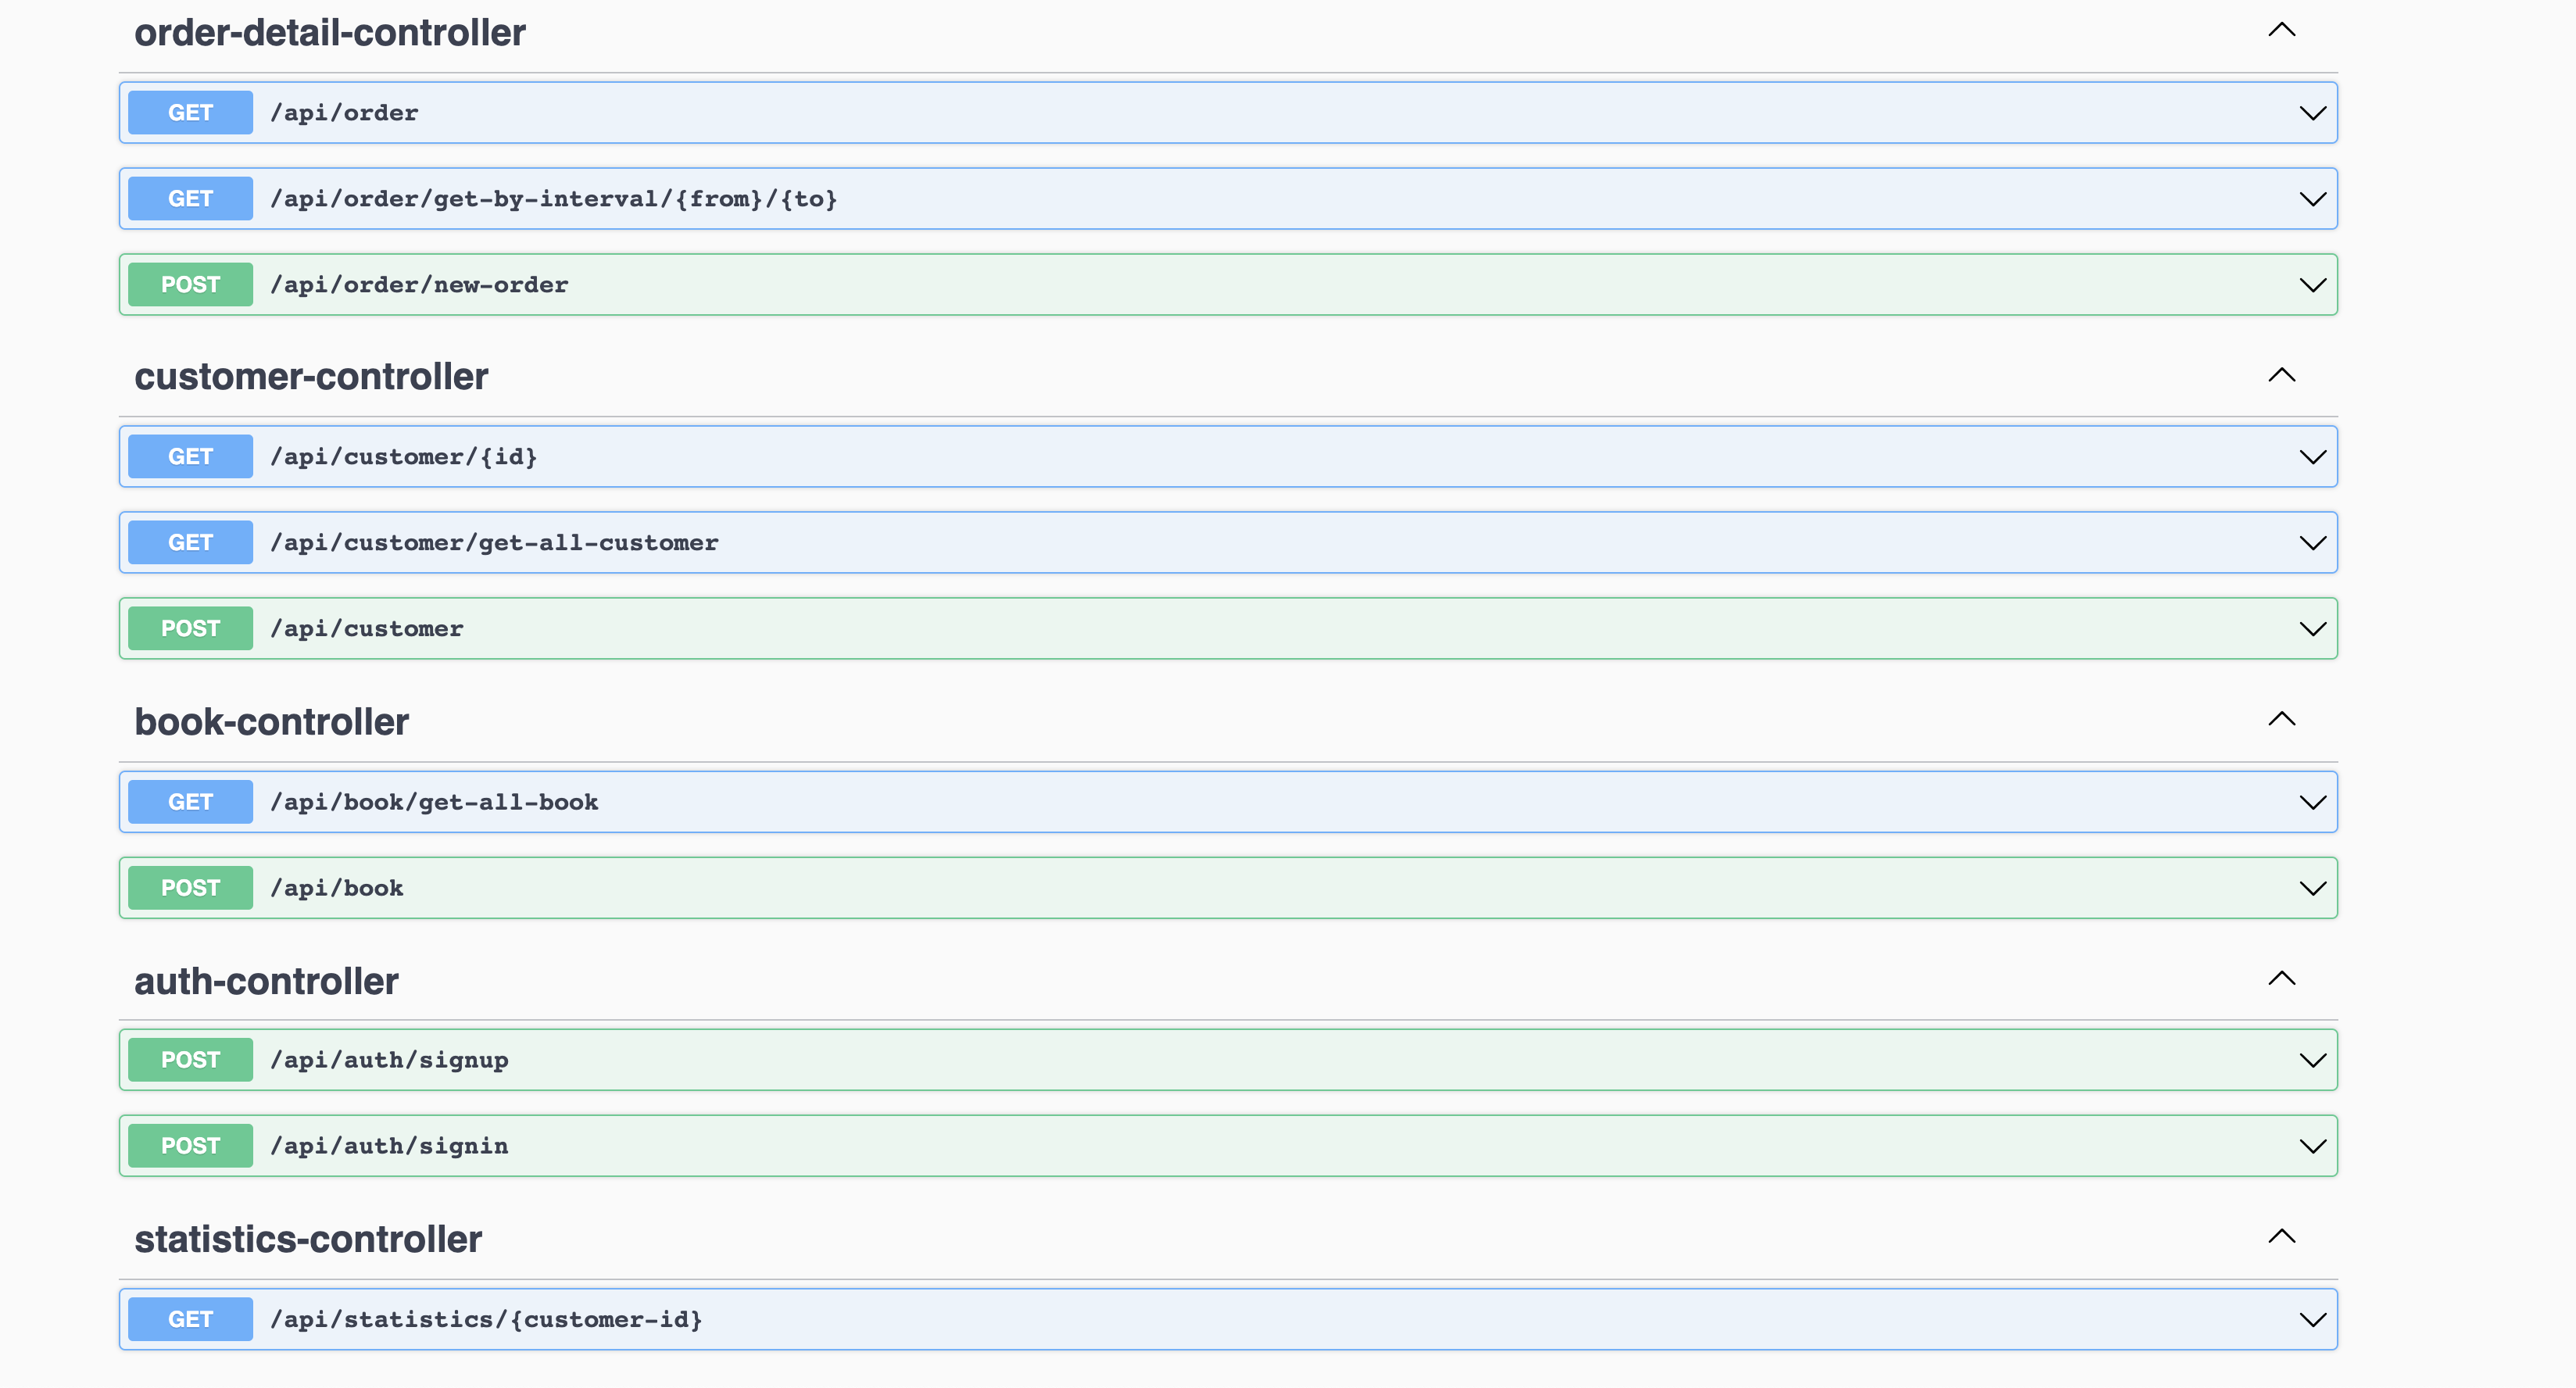 order-detail-controller
GET /api/order
GET /api/order/get-by-interval/{from}/{to}
POST /api/order/new-order
customer-controller
GET /api/customer/{id}
GET /api/customer/get-all-customer
POST /api/customer
book-controller
GET /api/book/get-all-book
POST /api/book
auth-controller
POST /api/auth/signup
POST /api/auth/signin
statistics-controller
GET /api/statistics/{customer-id}